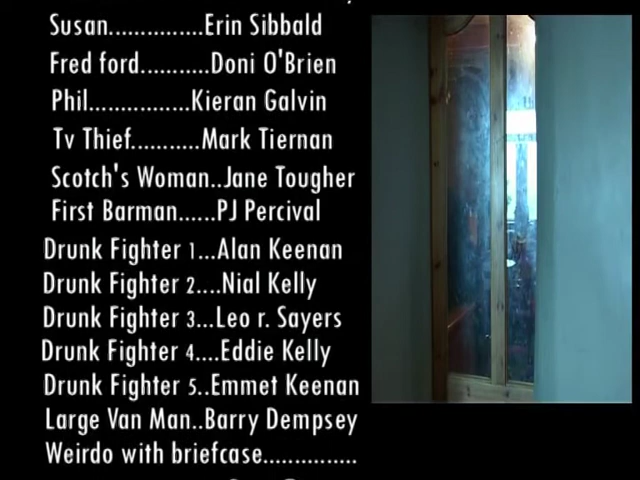 Susan...............Erin Sibbald
Fred ford...........Doni O'Brien
Phil................Kieran Galvin
Tv Thief...........Mark Tiernan
Scotch's Woman..Jane Tougher
First Barman......PJ Percival
Drunk Fighter 1...Alan Keenan
Drunk Fighter 2....Nial Kelly
Drunk Fighter 3...Leo r. Sayers
Drunk Fighter 4....Eddie Kelly
Drunk Fighter 5..Emmet Keenan
Large Van Man..Barry Dempsey
Weirdo with briefcase...............